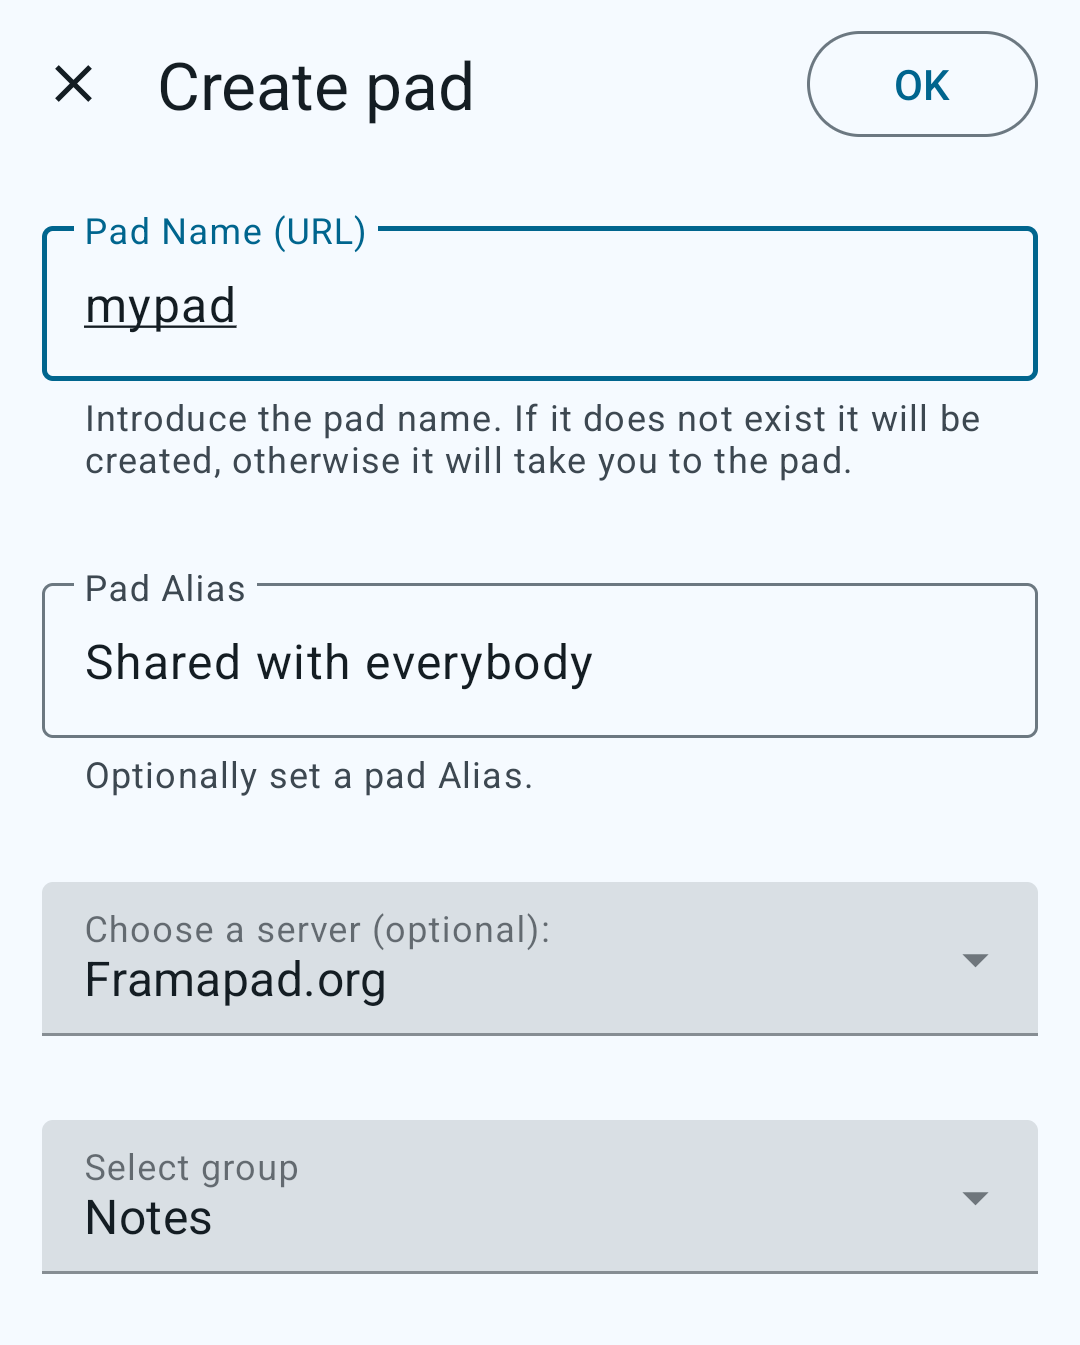 Create pad
OK
Pad Name (URL)
mypad
Introduce the pad name. If it does not exist it will be
created, otherwise it will take you to the pad.
Pad Alias
Shared with everybody
Optionally set a pad Alias.
Choose a server (optional):
Framapad.org
Select group
Notes